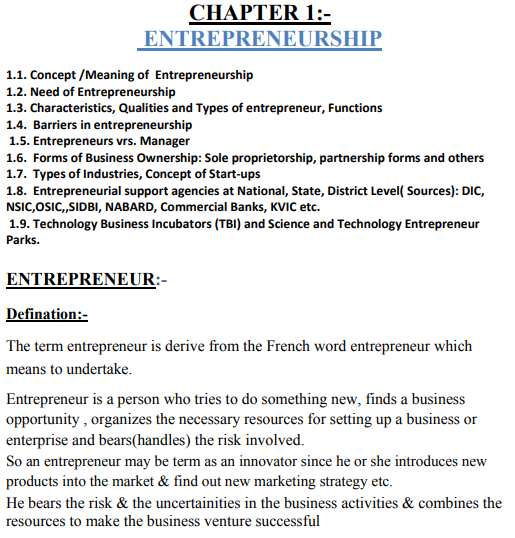 CHAPTER 1:-
ENTREPRENEURSHIP
1.1. Concept /Meaning of Entrepreneurship
1.2. Need of Entrepreneurship
1.3. Characteristics, Qualities and Types of entrepreneur, Functions
1.4. Barriers in entrepreneurship
1.5. Entrepreneurs vrs. Manager
1.6. Forms of Business Ownership: Sole proprietorship, partnership forms and others
1.7. Types of Industries, Concept of Start-ups
1.8. Entrepreneurial support agencies at National, State, District Level( Sources): DIC,
NSIC,OSIC,,SIDBI, NABARD, Commercial Banks, KVIC etc.
1.9. Technology Business Incubators (TBI) and Science and Technology Entrepreneur
Parks.
ENTREPRENEUR:-
Defination:-
The term entrepreneur is derive from the French word entrepreneur which
means to undertake.
Entrepreneur is a person who tries to do something new, finds a business
opportunity , organizes the necessary resources for setting up a business or
enterprise and bears(handles) the risk involved.
So an entrepreneur may be term as an innovator since he or she introduces new
products into the market & find out new marketing strategy etc.
He bears the risk & the uncertainities in the business activities & combines the
resources to make the business venture successful